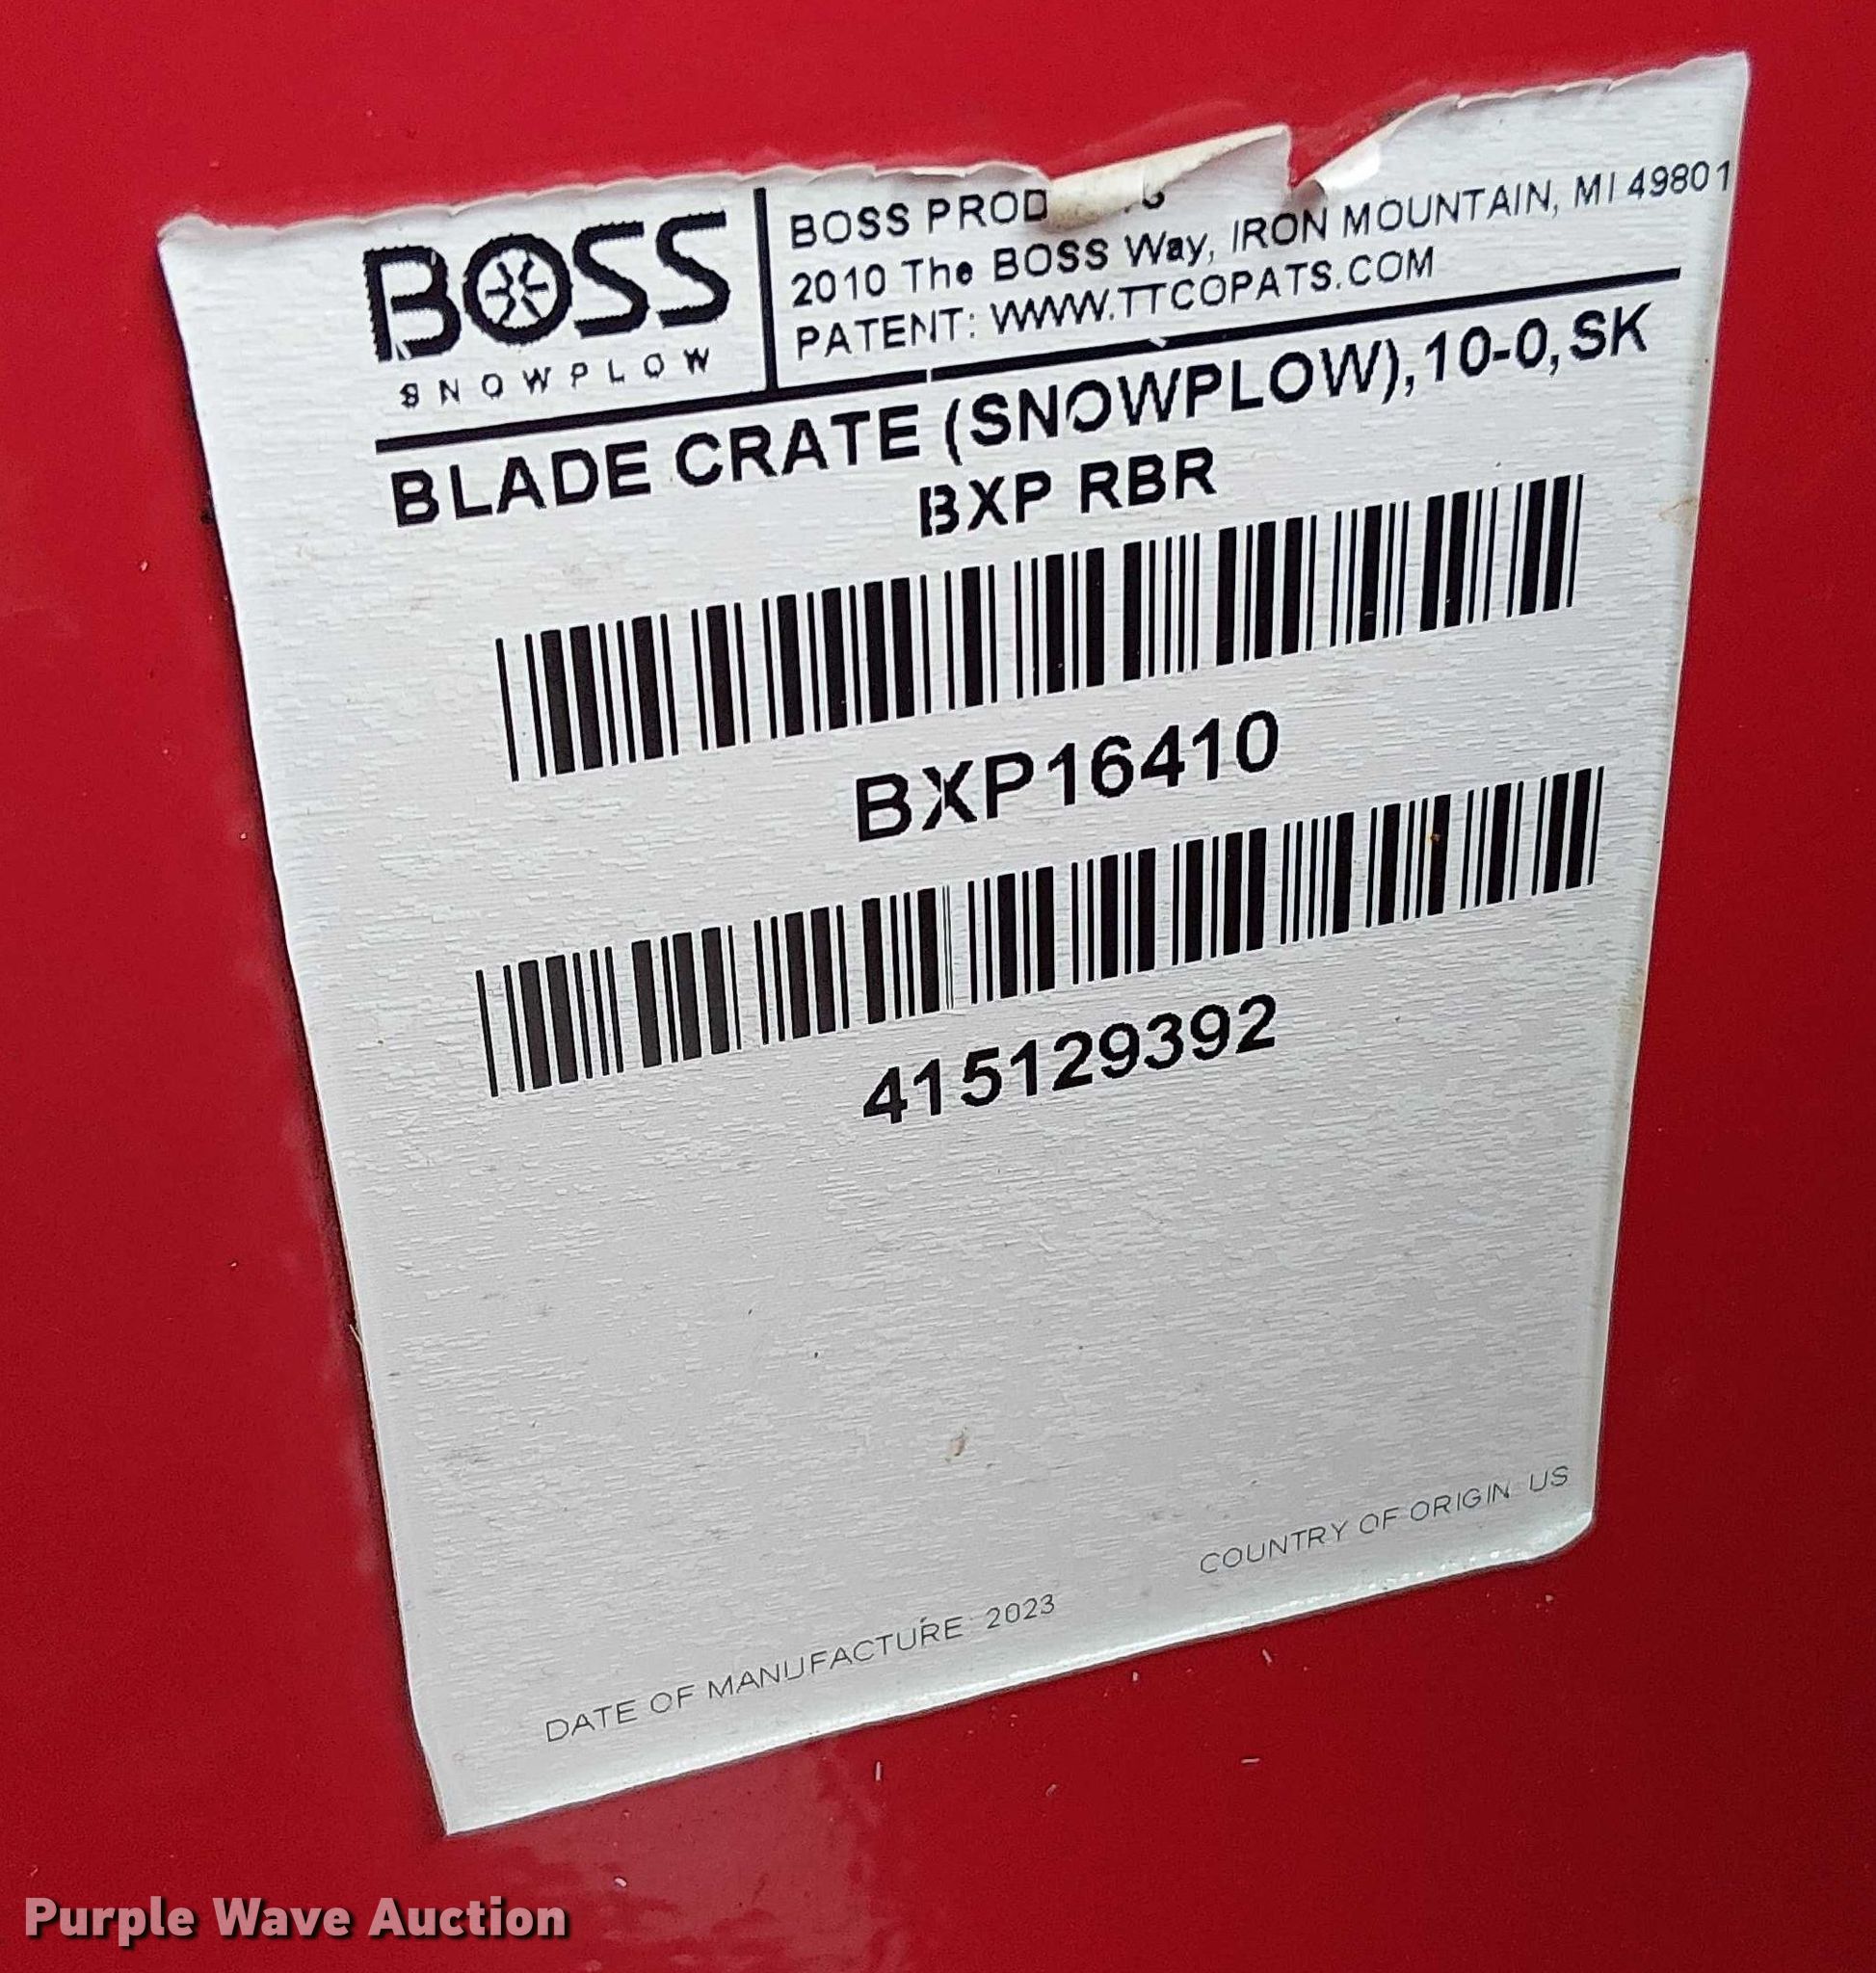 BOSS
SNOWPLOW
BOSS
2010 The BOSS Way, IRON MOUNTAIN, MI 49801
PATENT: WWW.TTCOPATS.COM
BLADE CRATE (SNOWPLOW),10-0,SK
BXP RBR
BXP16410
415129392
COUNTRY OF ORIGIN US
DATE OF MANUFACTURE 2023
Purple Wave Auction